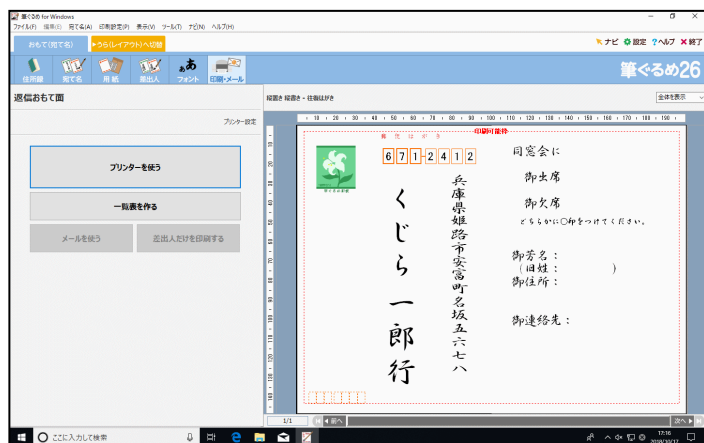 筆ぐるめ for Windows
ファイル(F) 編集(E) 宛て名(A) 印刷設定(P) 表示(V) ツール(T) ナビ(N) ヘルプ(H)
おもて(宛て名) ▶うら(レイアウト)へ切替
ナビ 設定 ?ヘルプ ×終了
住所録 宛て名 用紙 差出人 フォント 印刷・メール
筆ぐるめ26
返信おもて面
プリンター設定
プリンターを使う
一覧表を作る
メールを使う 差出人だけを印刷する
縦置き 縦書き - 往復はがき
全体を表示
印刷可能枠
郵便はがき
671-2412
兵庫県姫路市安富町名坂五六七八
くじら一郎行
同窓会に
御出席
御欠席
どちらかに○印をつけてください。
御芳名：
(旧姓： )
御住所：
御連絡先：
1/1
前へ
次へ
ここに入力して検索
17:16
2018/10/17